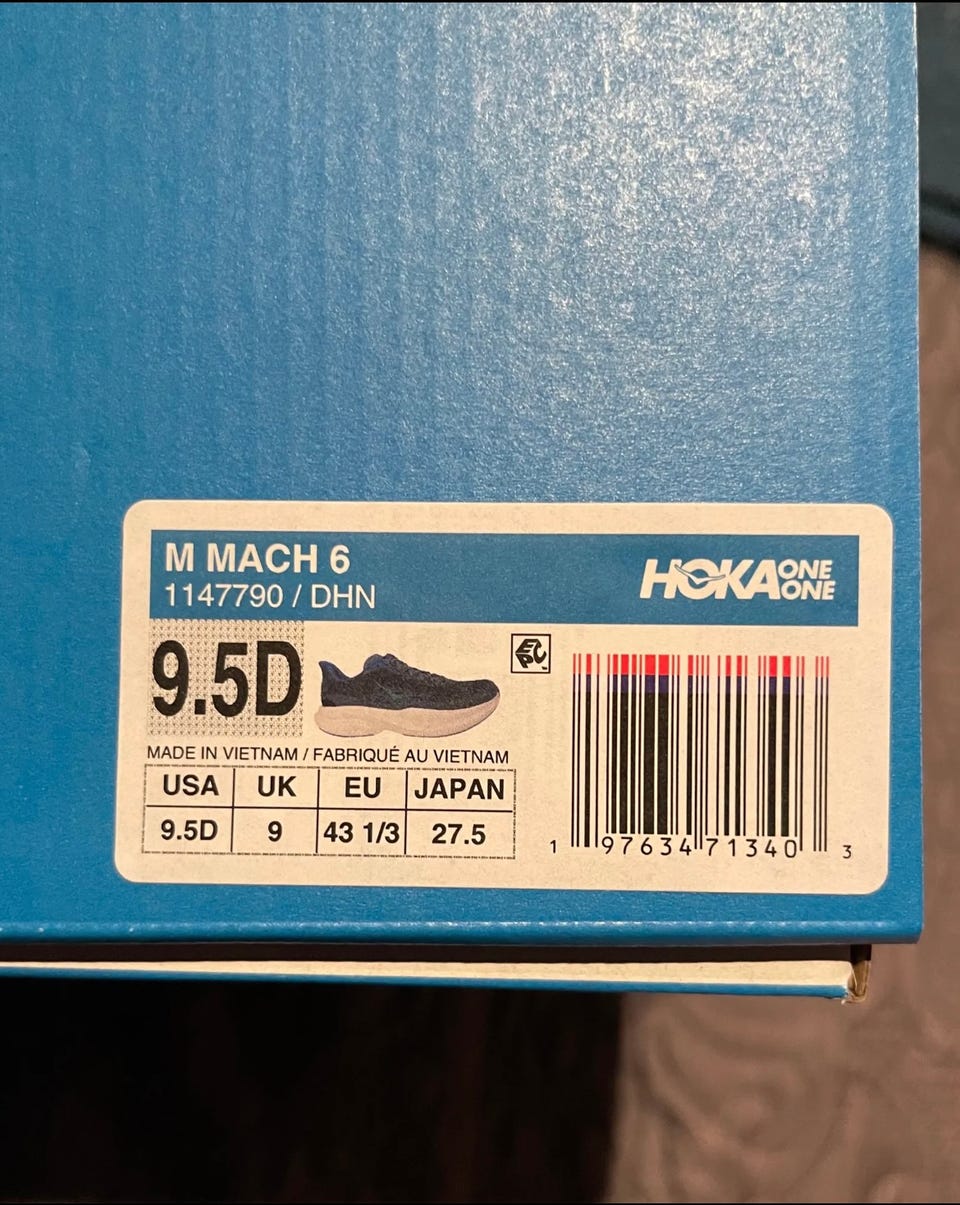 M MACH 6
1147790 / DHN
HOKA ONE ONE
9.5D
EPC
MADE IN VIETNAM / FABRIQUÉ AU VIETNAM
USA UK EU JAPAN
9.5D 9 43 1/3 27.5
1 97634 71340 3